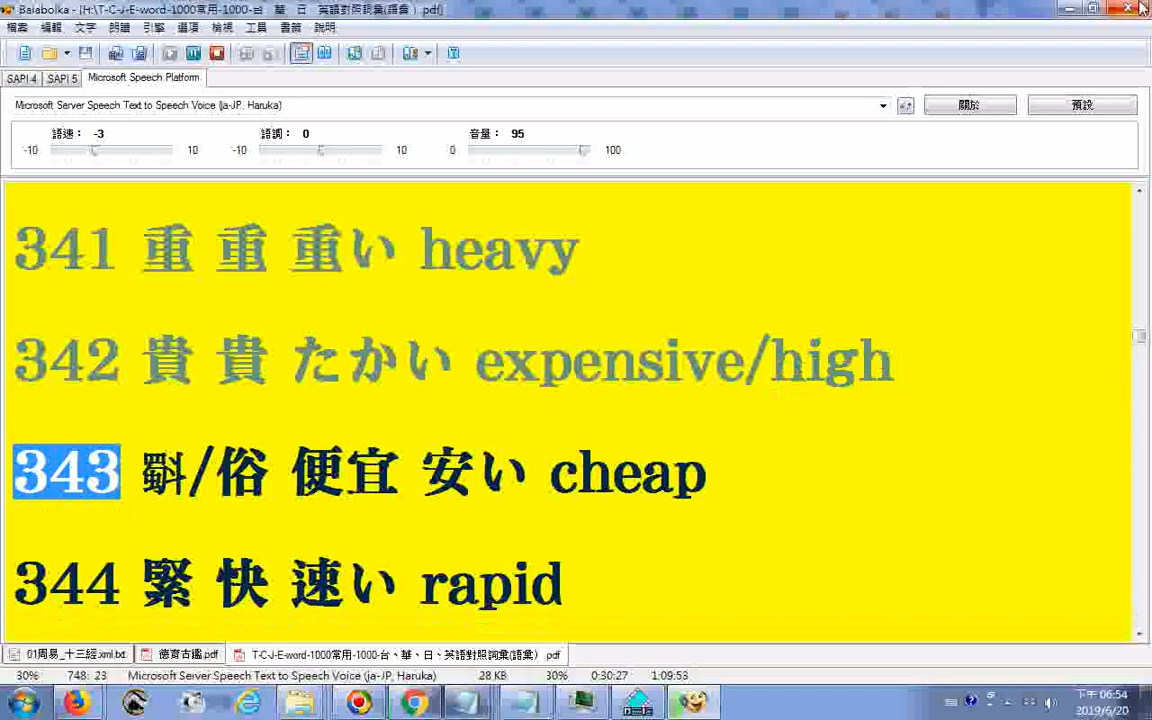 Balabolka - [H:\T-C-J-E-word-1000常用-1000-台 華 日 英語對照詞彙(語彙 ).pdf]
檔案 編輯 文字 朗讀 引擎 選項 檢視 工具 書籤 說明
SAPI 4 SAPI 5 Microsoft Speech Platform
Microsoft Server Speech Text to Speech Voice (ja-JP, Haruka) 關於 預設
語速: -3 語調: 0 音量: 95
-10 10 -10 10 0 100
341 重 重 重い heavy
342 貴 貴 たかい expensive/high
343 /俗 便宜 安い cheap
344 緊 快 速い rapid
01周易_十三經.xml.txt 德育古鑑.pdf T-C-J-E-word-1000常用-1000-台、華、日、英語對照詞彙(語彙) .pdf
30% 748: 23 Microsoft Server Speech Text to Speech Voice (ja-JP, Haruka) 28 KB 30% 0:30:27 1:09:53
下午 06:54
2019/6/20